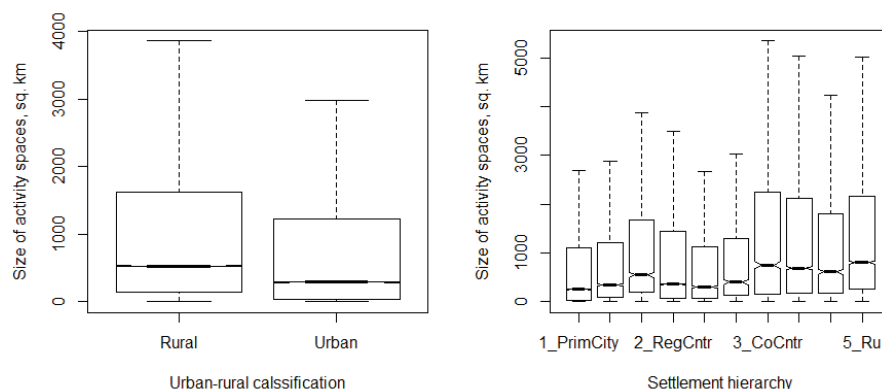 Size of activity spaces, sq. km
4000
3000
2000
1000
0
Rural
Urban
Urban-rural calssification
Size of activity spaces, sq. km
5000
3000
1000
0
1_PrimCity
2_RegCntr
3_CoCntr
5_Ru
Settlement hierarchy